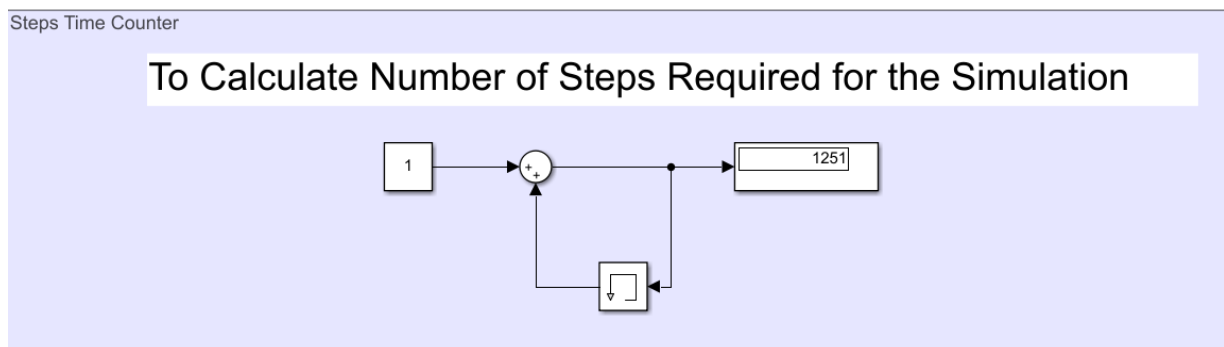 Steps Time Counter
To Calculate Number of Steps Required for the Simulation
1
+
+
1251